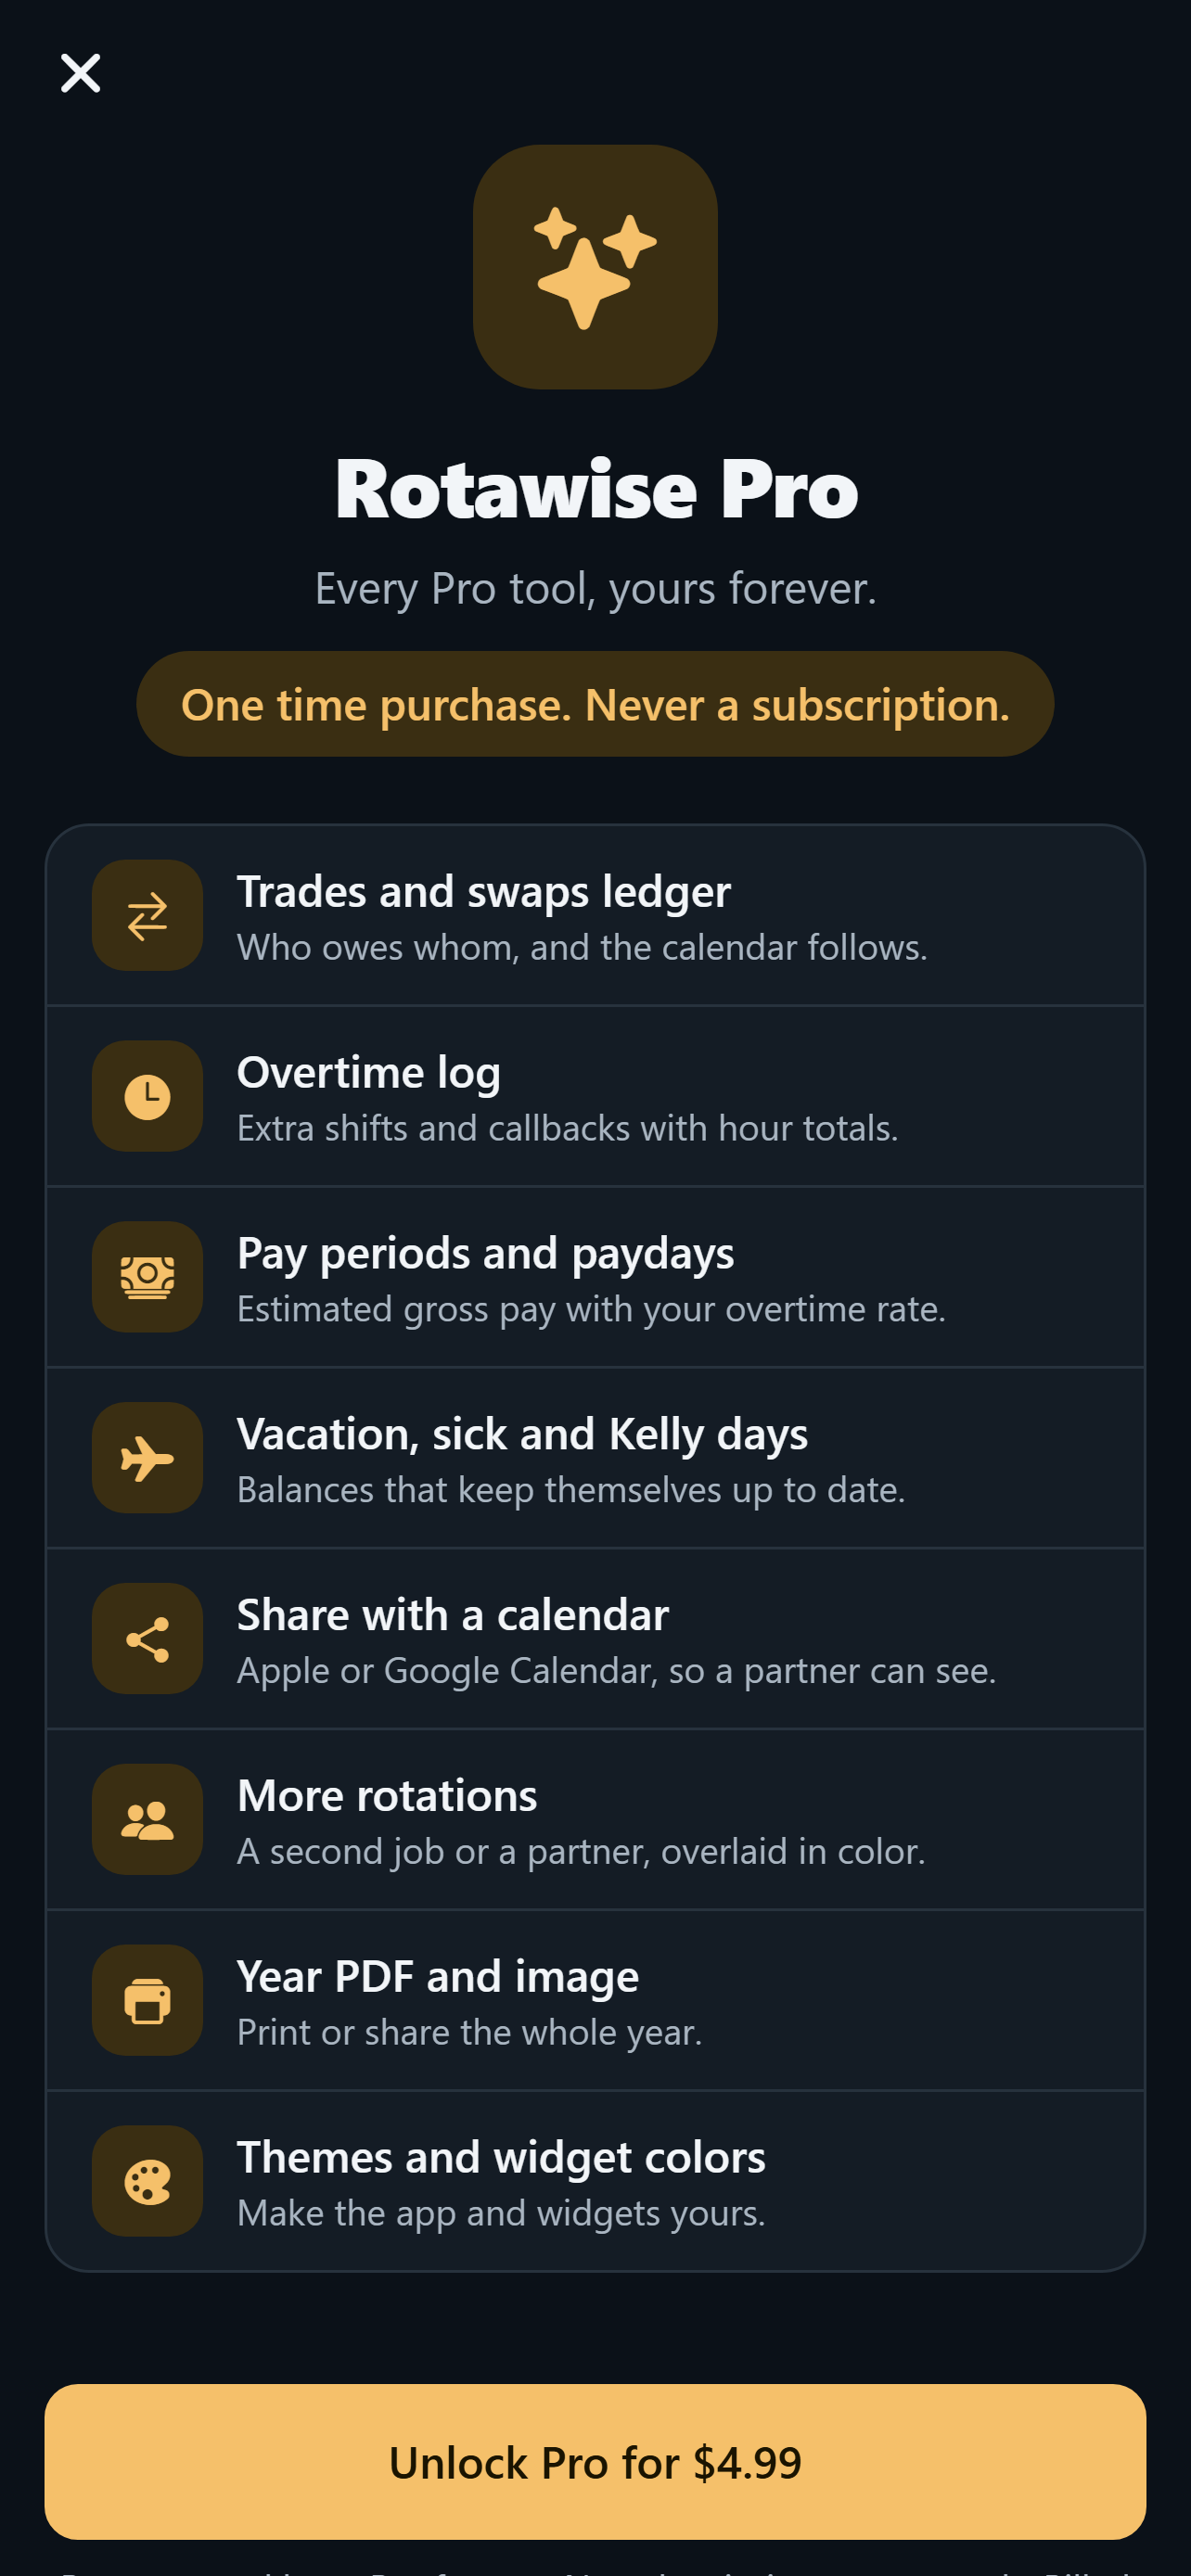 Rotawise Pro
Every Pro tool, yours forever.
One time purchase. Never a subscription.
Trades and swaps ledger
Who owes whom, and the calendar follows.
Overtime log
Extra shifts and callbacks with hour totals.
Pay periods and paydays
Estimated gross pay with your overtime rate.
Vacation, sick and Kelly days
Balances that keep themselves up to date.
Share with a calendar
Apple or Google Calendar, so a partner can see.
More rotations
A second job or a partner, overlaid in color.
Year PDF and image
Print or share the whole year.
Themes and widget colors
Make the app and widgets yours.
Unlock Pro for $4.99